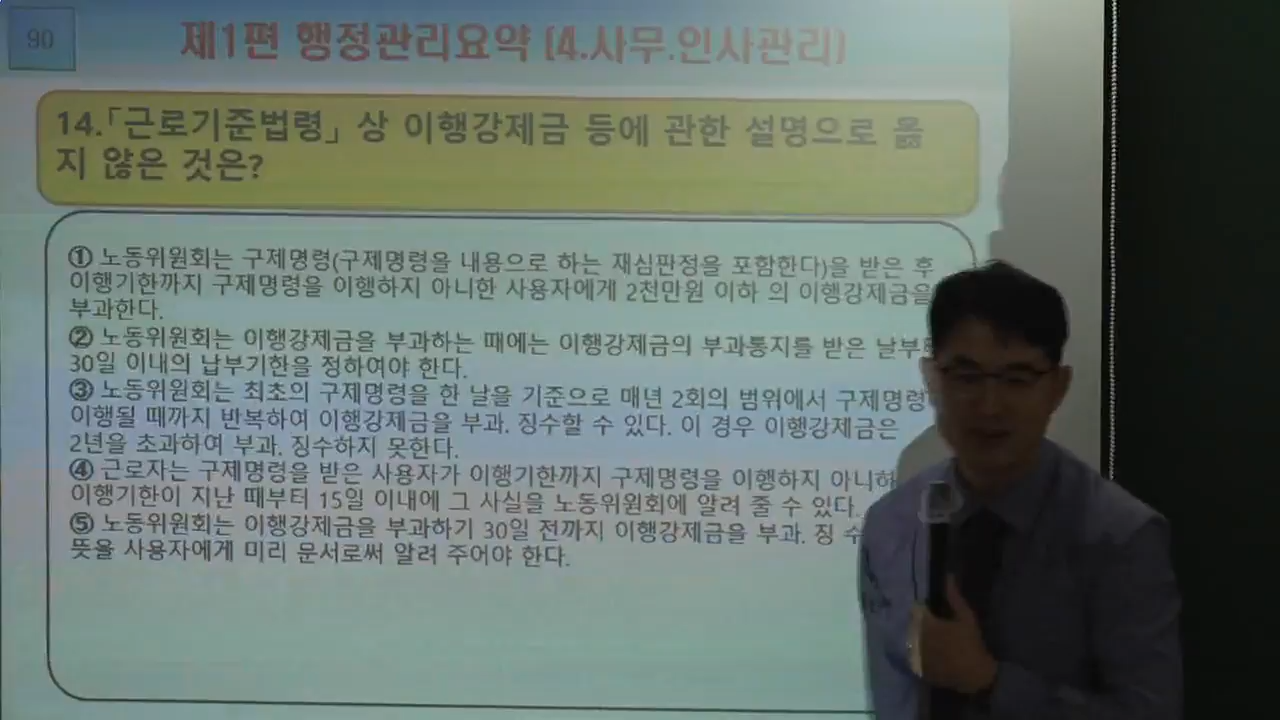 90
제1편 행정관리요약 (4.사무.인사관리)
14.「근로기준법령」 상 이행강제금 등에 관한 설명으로 옳
지 않은 것은?
① 노동위원회는 구제명령(구제명령을 내용으로 하는 재심판정을 포함한다)을 받은 후
이행기한까지 구제명령을 이행하지 아니한 사용자에게 2천만원 이하 의 이행강제금을
부과한다.
② 노동위원회는 이행강제금을 부과하는 때에는 이행강제금의 부과통지를 받은 날부터
30일 이내의 납부기한을 정하여야 한다.
③ 노동위원회는 최초의 구제명령을 한 날을 기준으로 매년 2회의 범위에서 구제명령
이행될 때까지 반복하여 이행강제금을 부과. 징수할 수 있다. 이 경우 이행강제금은
2년을 초과하여 부과. 징수하지 못한다.
④ 근로자는 구제명령을 받은 사용자가 이행기한까지 구제명령을 이행하지 아니하
이행기한이 지난 때부터 15일 이내에 그 사실을 노동위원회에 알려 줄 수 있다.
⑤ 노동위원회는 이행강제금을 부과하기 30일 전까지 이행강제금을 부과. 징 수
뜻을 사용자에게 미리 문서로써 알려 주어야 한다.